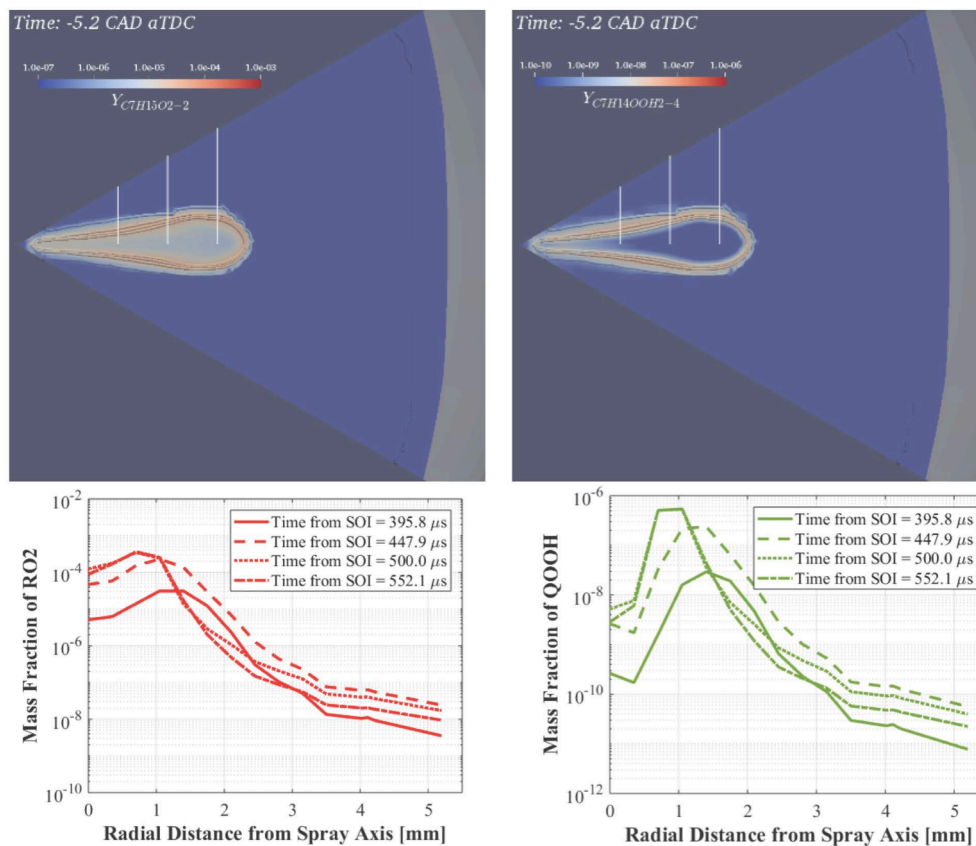 Time: -5.2 CAD aTDC
1.0e-07 1.0e-06 1.0e-05 1.0e-04 1.0e-03
Y_{C7H15O2-2}
Time: -5.2 CAD aTDC
1.0e-10 1.0e-09 1.0e-08 1.0e-07 1.0e-06
Y_{C7H14OOH2-4}
Mass Fraction of RO2
10^{-2}
10^{-4}
10^{-6}
10^{-8}
10^{-10}
Time from SOI = 395.8 μs
Time from SOI = 447.9 μs
Time from SOI = 500.0 μs
Time from SOI = 552.1 μs
0 1 2 3 4 5
Radial Distance from Spray Axis [mm]
Mass Fraction of QOOH
10^{-6}
10^{-8}
10^{-10}
10^{-12}
Time from SOI = 395.8 μs
Time from SOI = 447.9 μs
Time from SOI = 500.0 μs
Time from SOI = 552.1 μs
0 1 2 3 4 5
Radial Distance from Spray Axis [mm]